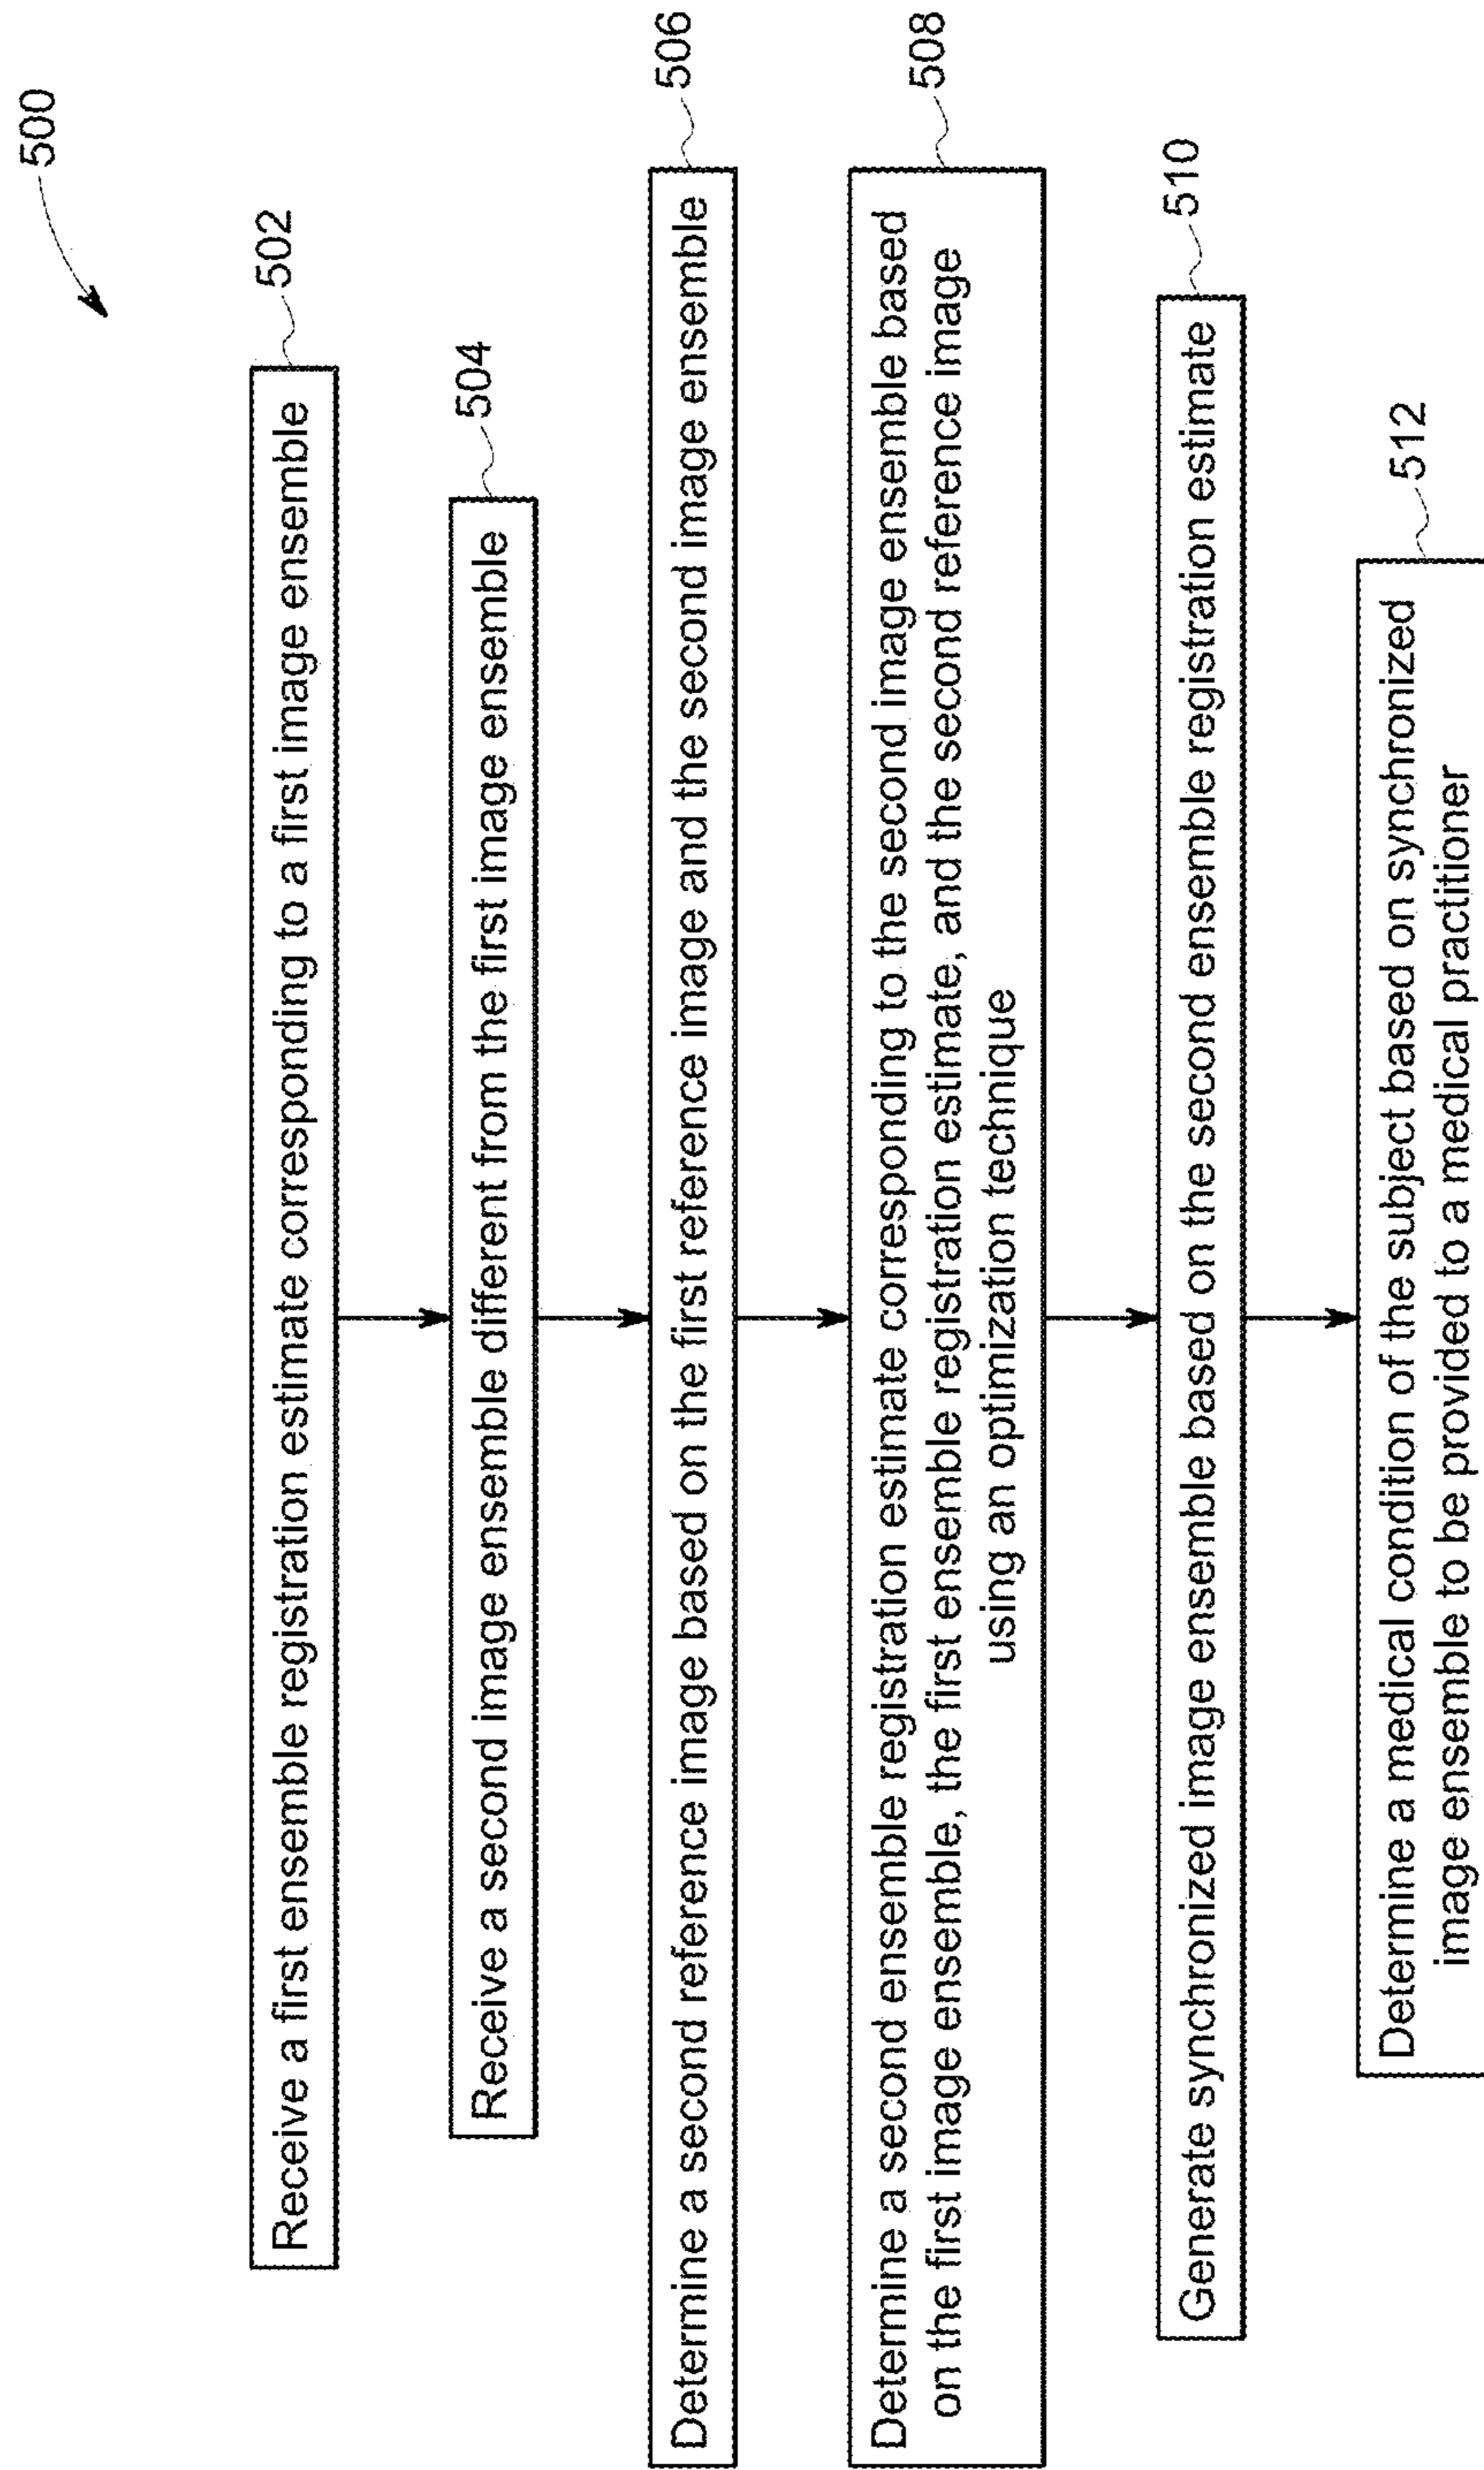 500
Receive a first ensemble registration estimate corresponding to a first image ensemble
502
Receive a second image ensemble different from the first image ensemble
504
Determine a second reference image based on the first reference image and the second image ensemble
506
Determine a second ensemble registration estimate corresponding to the second image ensemble based
on the first image ensemble, the first ensemble registration estimate, and the second reference image
using an optimization technique
508
Generate synchronized image ensemble based on the second ensemble registration estimate
510
Determine a medical condition of the subject based on synchronized
image ensemble to be provided to a medical practitioner
512